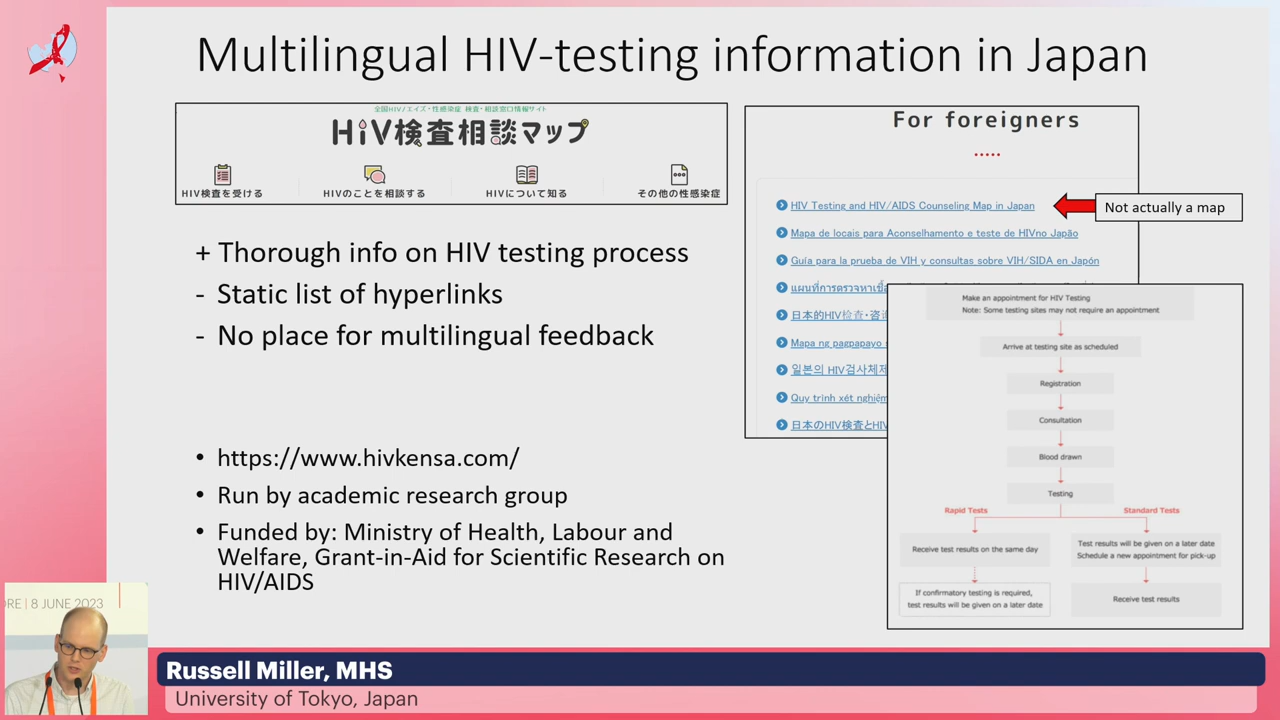 Multilingual HIV-testing information in Japan
全国HIV/エイズ・性感染症 検査・相談窓口情報サイト
HiV検査相談マップ
HIV検査を受ける
HIVのことを相談する
HIVについて知る
その他の性感染症
+ Thorough info on HIV testing process
- Static list of hyperlinks
- No place for multilingual feedback
• https://www.hivkensa.com/
• Run by academic research group
• Funded by: Ministry of Health, Labour and
Welfare, Grant-in-Aid for Scientific Research on
HIV/AIDS
For foreigners
HIV Testing and HIV/AIDS Counseling Map in Japan
Not actually a map
Mapa de locais para Aconselhamento e teste de HIVno Japão
Guía para la prueba de VIH y consultas sobre VIH/SIDA en Japón
แผนที่การตรวจหาเชื้
日本的HIV检查・咨
Mapa ng pagpapayo
일본의 HIV검사체제
Quy trình xét nghiệm
日本のHIV検査とHIV
Make an appointment for HIV Testing
Note: Some testing sites may not require an appointment
Arrive at testing site as scheduled
Registration
Consultation
Blood drawn
Testing
Rapid Tests
Standard Tests
Receive test results on the same day
Test results will be given on a later date
Schedule a new appointment for pick-up
If confirmatory testing is required,
test results will be given on a later date
Receive test results
ORE | 8 JUNE 2023
Russell Miller, MHS
University of Tokyo, Japan